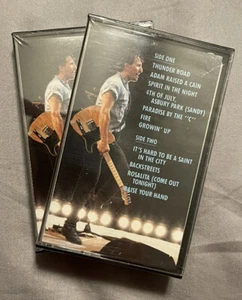 SIDE ONE
THUNDER ROAD
ADAM RAISED A CAIN
SPIRIT IN THE NIGHT
4TH OF JULY,
ASBURY PARK (SANDY)
PARADISE BY THE "C"
FIRE
GROWIN' UP
SIDE TWO
IT'S HARD TO BE A SAINT
IN THE CITY
BACKSTREETS
ROSALITA (COME OUT
TONIGHT)
RAISE YOUR HAND